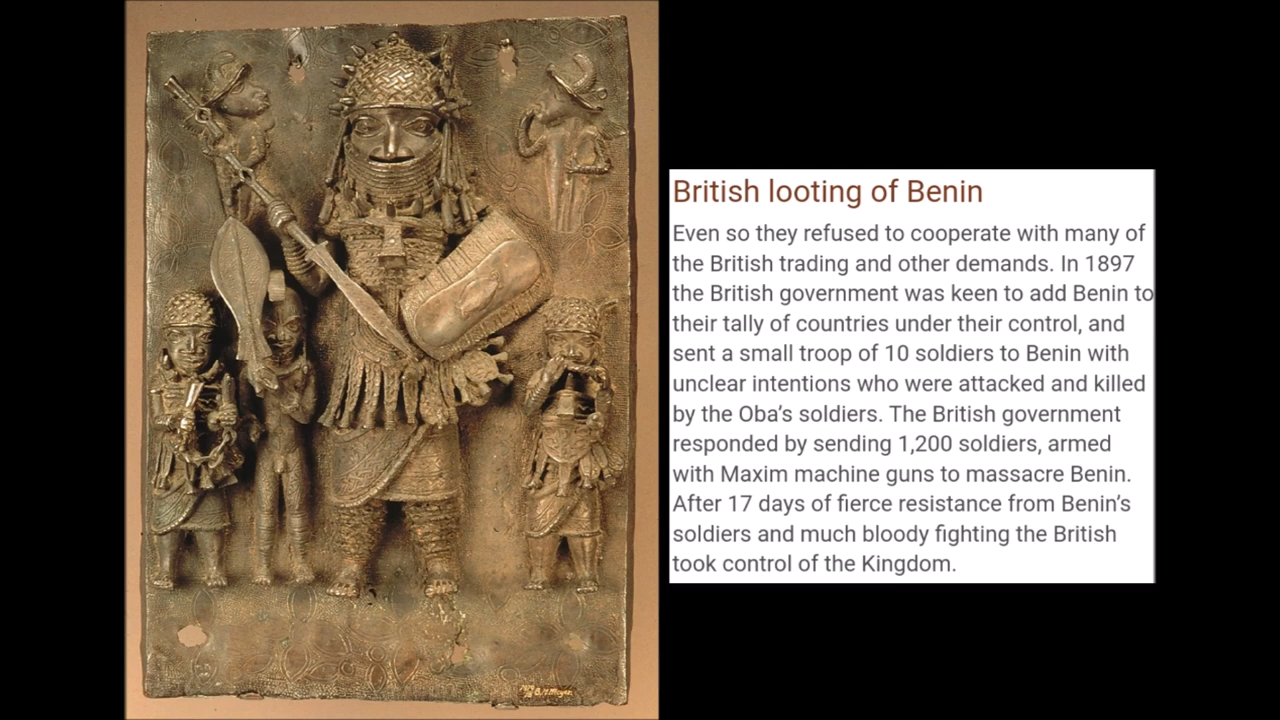 British looting of Benin
Even so they refused to cooperate with many of
the British trading and other demands. In 1897
the British government was keen to add Benin to
their tally of countries under their control, and
sent a small troop of 10 soldiers to Benin with
unclear intentions who were attacked and killed
by the Oba’s soldiers. The British government
responded by sending 1,200 soldiers, armed
with Maxim machine guns to massacre Benin.
After 17 days of fierce resistance from Benin’s
soldiers and much bloody fighting the British
took control of the Kingdom.